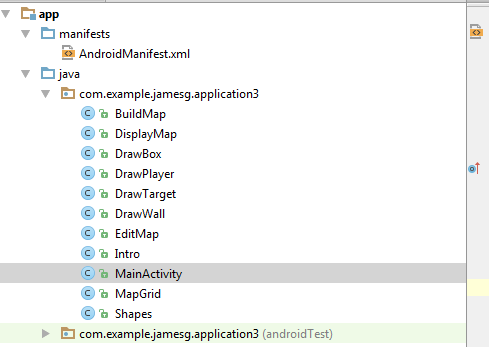 app
manifests
AndroidManifest.xml
java
com.example.jamesg.application3
BuildMap
DisplayMap
DrawBox
DrawPlayer
DrawTarget
DrawWall
EditMap
Intro
MainActivity
MapGrid
Shapes
com.example.jamesg.application3 (androidTest)